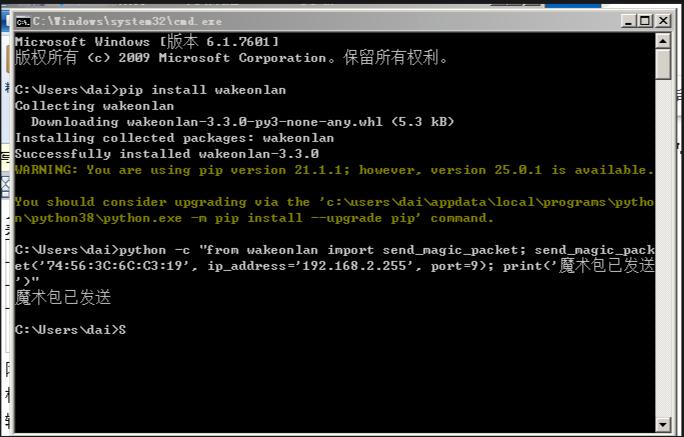 C:\Windows\system32\cmd.exe
Microsoft Windows [版本 6.1.7601]
版权所有 (c) 2009 Microsoft Corporation。保留所有权利。
C:\Users\dai>pip install wakeonlan
Collecting wakeonlan
  Downloading wakeonlan-3.3.0-py3-none-any.whl (5.3 kB)
Installing collected packages: wakeonlan
Successfully installed wakeonlan-3.3.0
WARNING: You are using pip version 21.1.1; however, version 25.0.1 is available.
You should consider upgrading via the 'c:\users\dai\appdata\local\programs\pytho
n\python38\python.exe -m pip install --upgrade pip' command.
C:\Users\dai>python -c "from wakeonlan import send_magic_packet; send_magic_pack
et('74:56:3C:6C:C3:19', ip_address='192.168.2.255', port=9); print('魔术包已发送
')"
魔术包已发送
C:\Users\dai>S